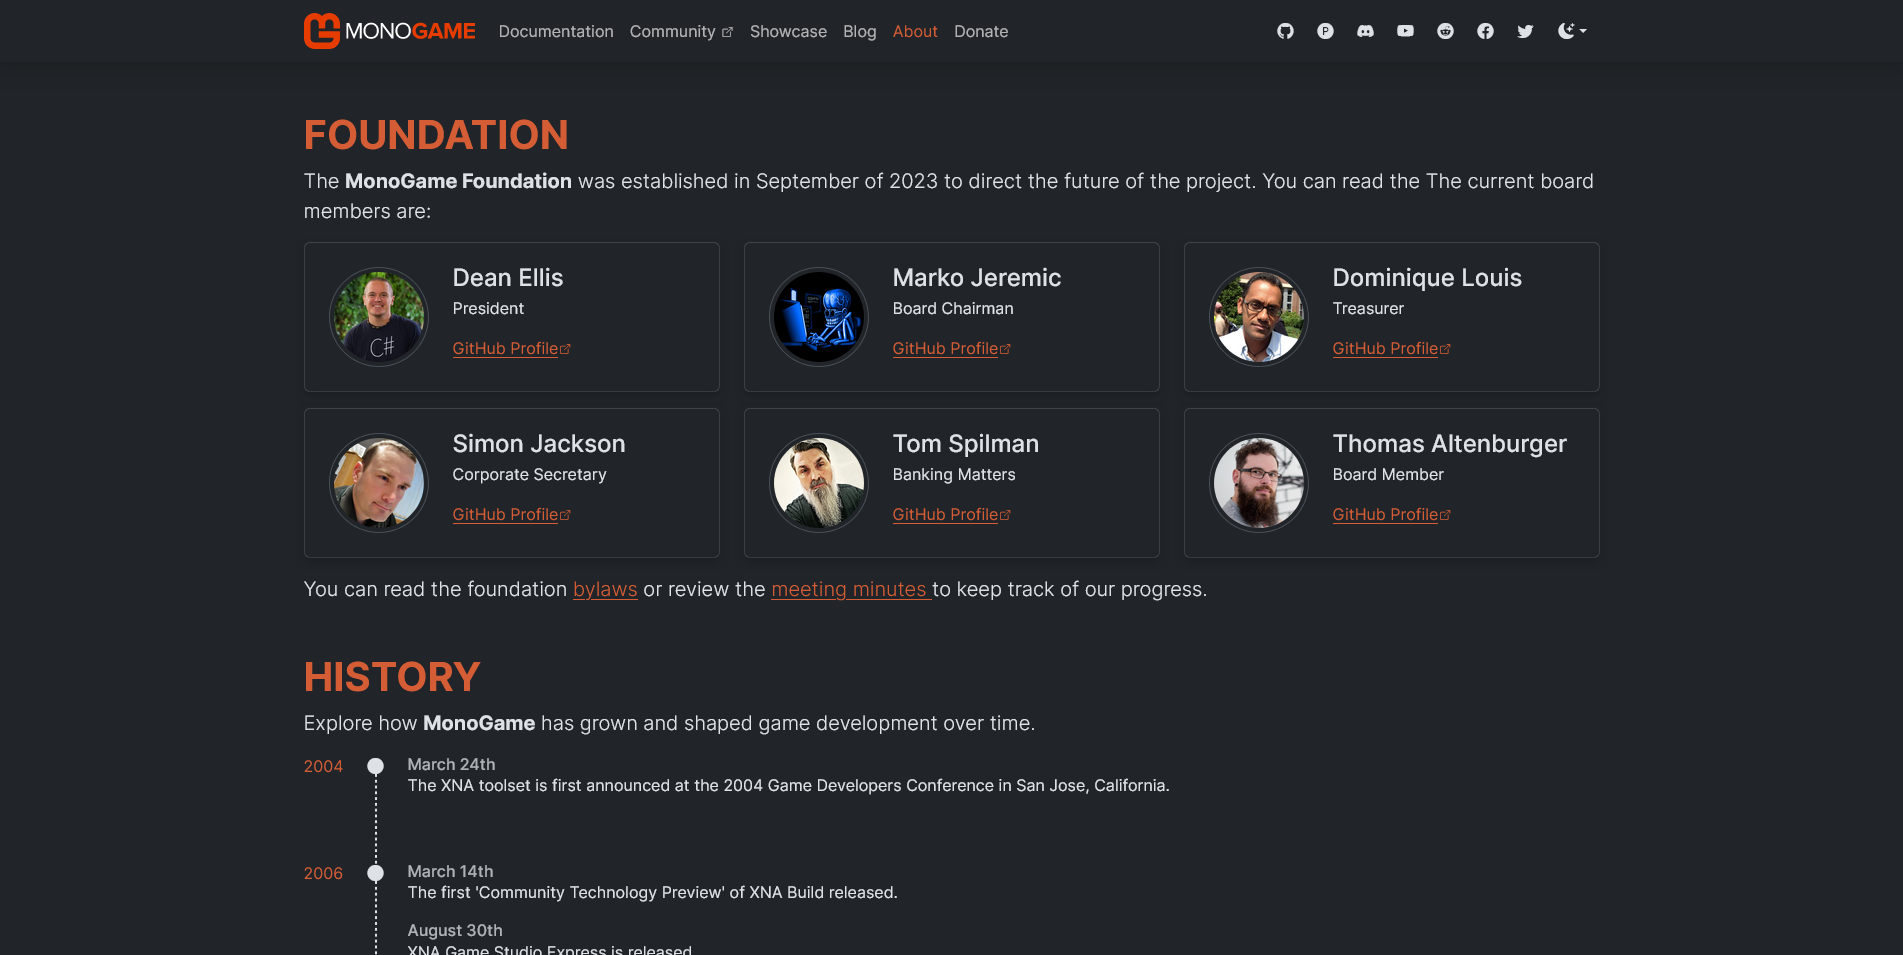 MONOGAME Documentation Community Showcase Blog About Donate
FOUNDATION
The MonoGame Foundation was established in September of 2023 to direct the future of the project. You can read the The current board
members are:
Dean Ellis
President
GitHub Profile
C#
Marko Jeremic
Board Chairman
GitHub Profile
Dominique Louis
Treasurer
GitHub Profile
Simon Jackson
Corporate Secretary
GitHub Profile
Tom Spilman
Banking Matters
GitHub Profile
Thomas Altenburger
Board Member
GitHub Profile
You can read the foundation bylaws or review the meeting minutes to keep track of our progress.
HISTORY
Explore how MonoGame has grown and shaped game development over time.
2004
March 24th
The XNA toolset is first announced at the 2004 Game Developers Conference in San Jose, California.
2006
March 14th
The first 'Community Technology Preview' of XNA Build released.
August 30th
XNA Game Studio Express is released